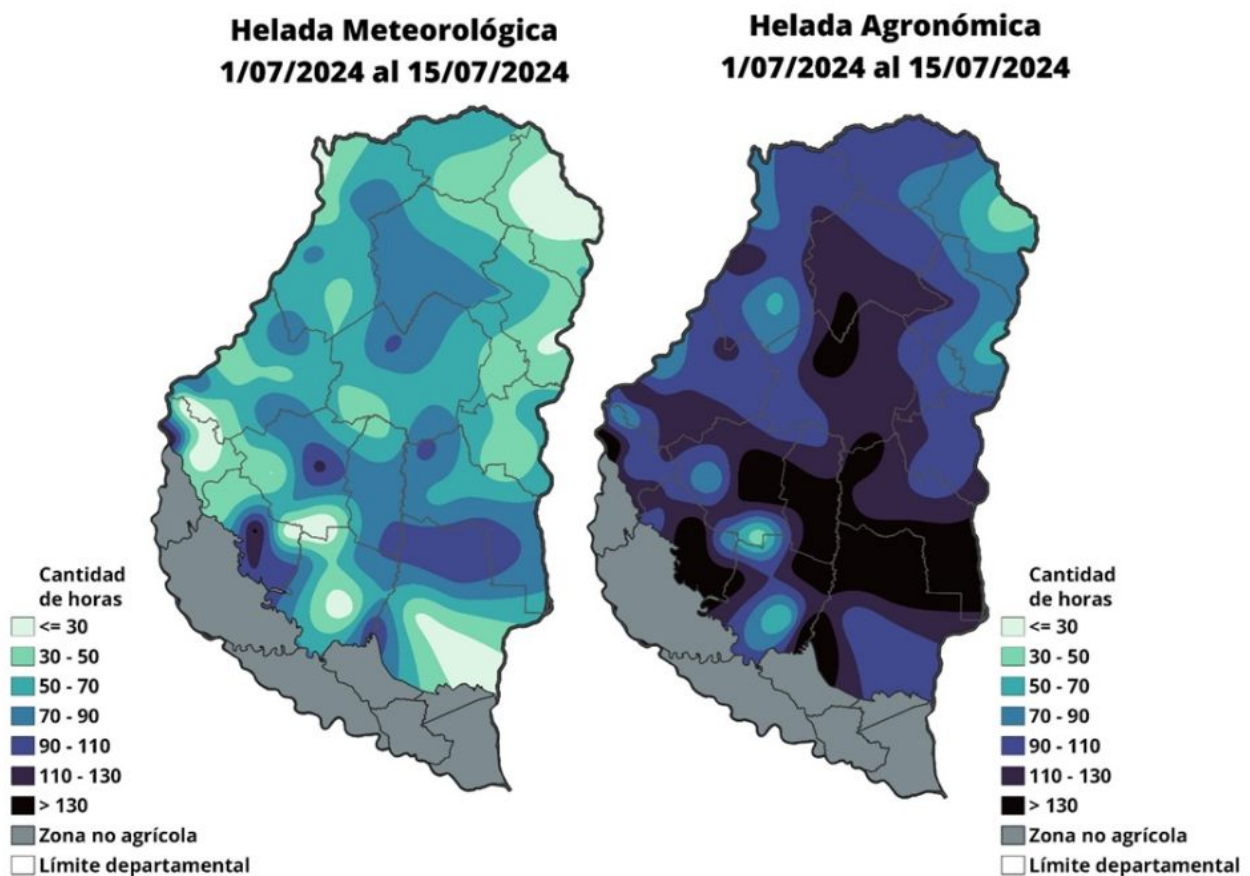 Helada Meteorológica
1/07/2024 al 15/07/2024
Helada Agronómica
1/07/2024 al 15/07/2024
Cantidad
de horas
<= 30
30 - 50
50 - 70
70 - 90
90 - 110
110 - 130
> 130
Zona no agrícola
Límite departamental
Cantidad
de horas
<= 30
30 - 50
50 - 70
70 - 90
90 - 110
110 - 130
> 130
Zona no agrícola
Límite departamental